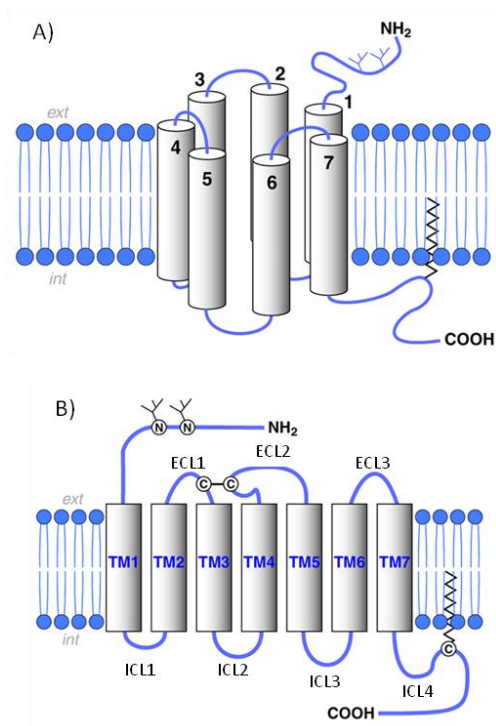 A)
NH2
ext
3
2
1
4
5
6
7
int
COOH
B)
N N
NH2
ECL1
ECL2
ECL3
ext
C C
TM1 TM2 TM3 TM4 TM5 TM6 TM7
int
C
ICL1
ICL2
ICL3
ICL4
COOH